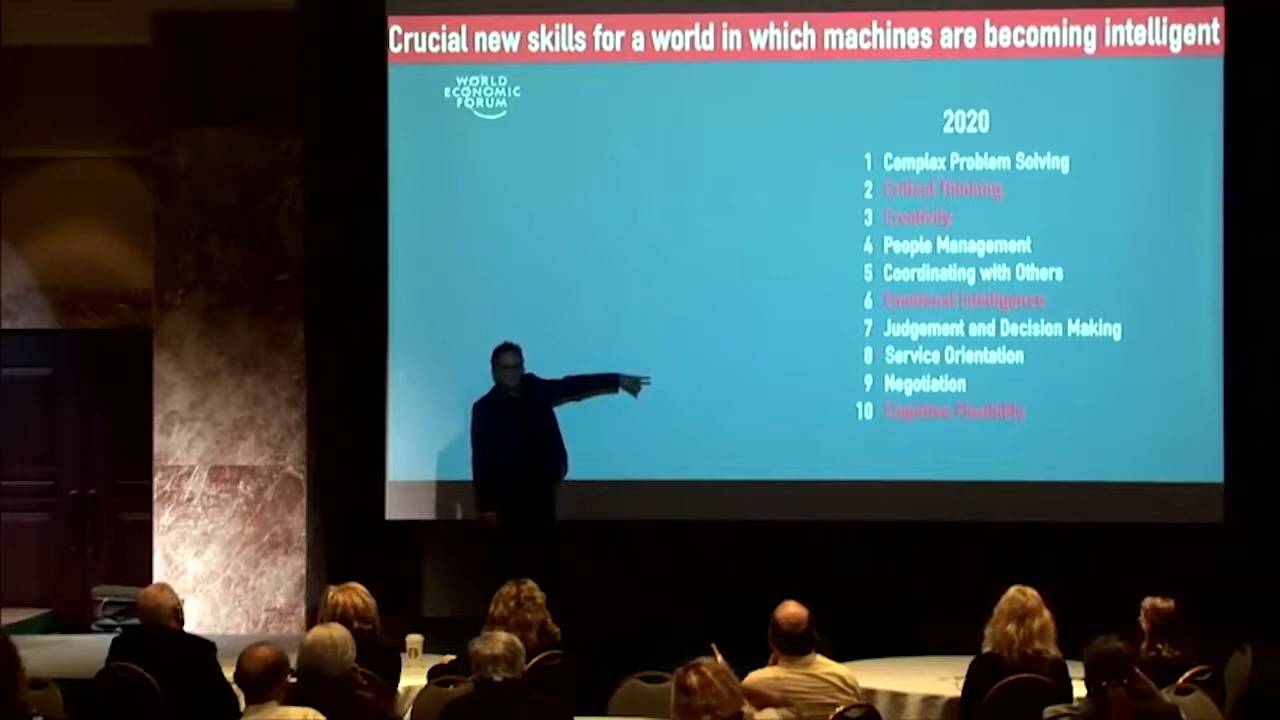 Crucial new skills for a world in which machines are becoming intelligent
WORLD
ECONOMIC
FORUM
2020
1 Complex Problem Solving
2 Critical Thinking
3 Creativity
4 People Management
5 Coordinating with Others
6 Emotional Intelligence
7 Judgement and Decision Making
8 Service Orientation
9 Negotiation
10 Cognitive Flexibility